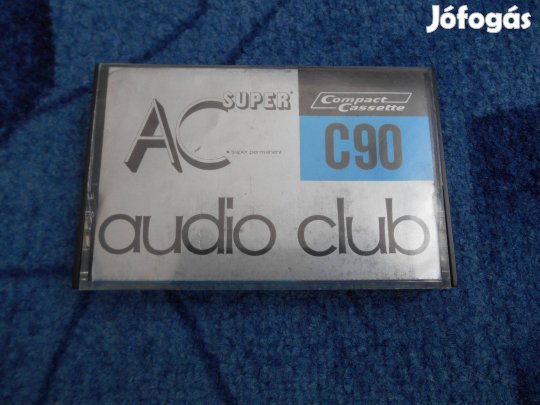 Jófogás
AC SUPER*
* super permanent
Compact
Cassette
C90
audio club